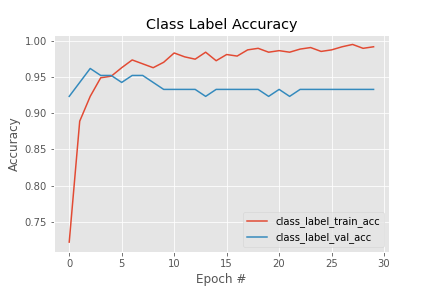 Class Label Accuracy
1.00
0.95
0.90
0.85
0.80
0.75
Accuracy
class_label_train_acc
class_label_val_acc
0 5 10 15 20 25 30
Epoch #